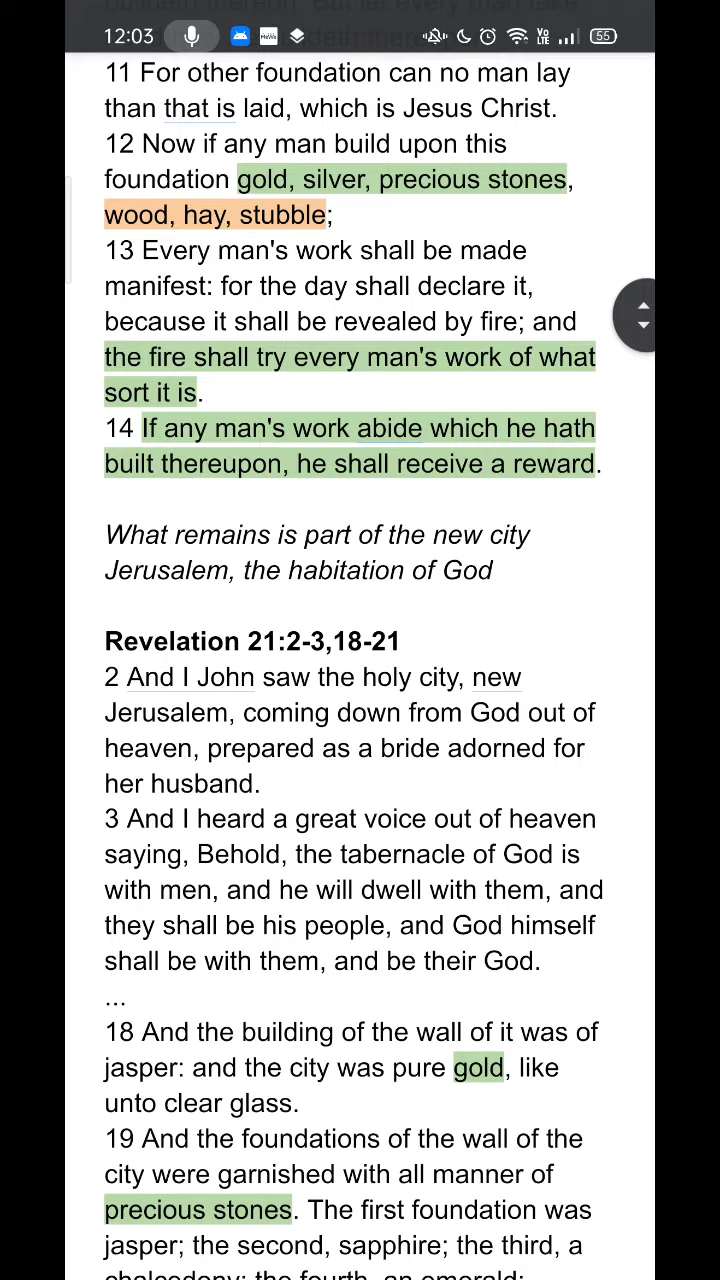 12:03
55
11 For other foundation can no man lay
than that is laid, which is Jesus Christ.
12 Now if any man build upon this
foundation gold, silver, precious stones,
wood, hay, stubble;
13 Every man's work shall be made
manifest: for the day shall declare it,
because it shall be revealed by fire; and
the fire shall try every man's work of what
sort it is.
14 If any man's work abide which he hath
built thereupon, he shall receive a reward.
What remains is part of the new city
Jerusalem, the habitation of God
Revelation 21:2-3,18-21
2 And I John saw the holy city, new
Jerusalem, coming down from God out of
heaven, prepared as a bride adorned for
her husband.
3 And I heard a great voice out of heaven
saying, Behold, the tabernacle of God is
with men, and he will dwell with them, and
they shall be his people, and God himself
shall be with them, and be their God.
...
18 And the building of the wall of it was of
jasper: and the city was pure gold, like
unto clear glass.
19 And the foundations of the wall of the
city were garnished with all manner of
precious stones. The first foundation was
jasper; the second, sapphire; the third, a
chalcedony; the fourth, an emerald;